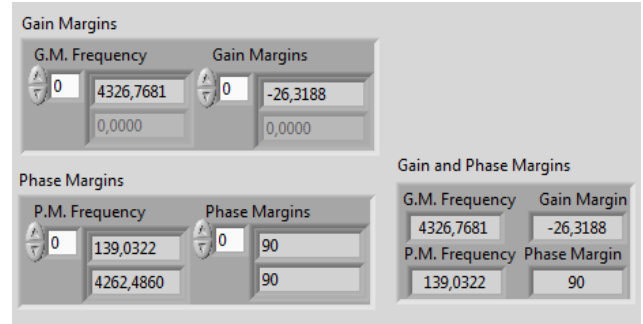 Gain Margins
G.M. Frequency Gain Margins
0 4326,7681 0 -26,3188
0,0000 0,0000
Phase Margins
P.M. Frequency Phase Margins
0 139,0322 0 90
4262,4860 90
Gain and Phase Margins
G.M. Frequency Gain Margin
4326,7681 -26,3188
P.M. Frequency Phase Margin
139,0322 90